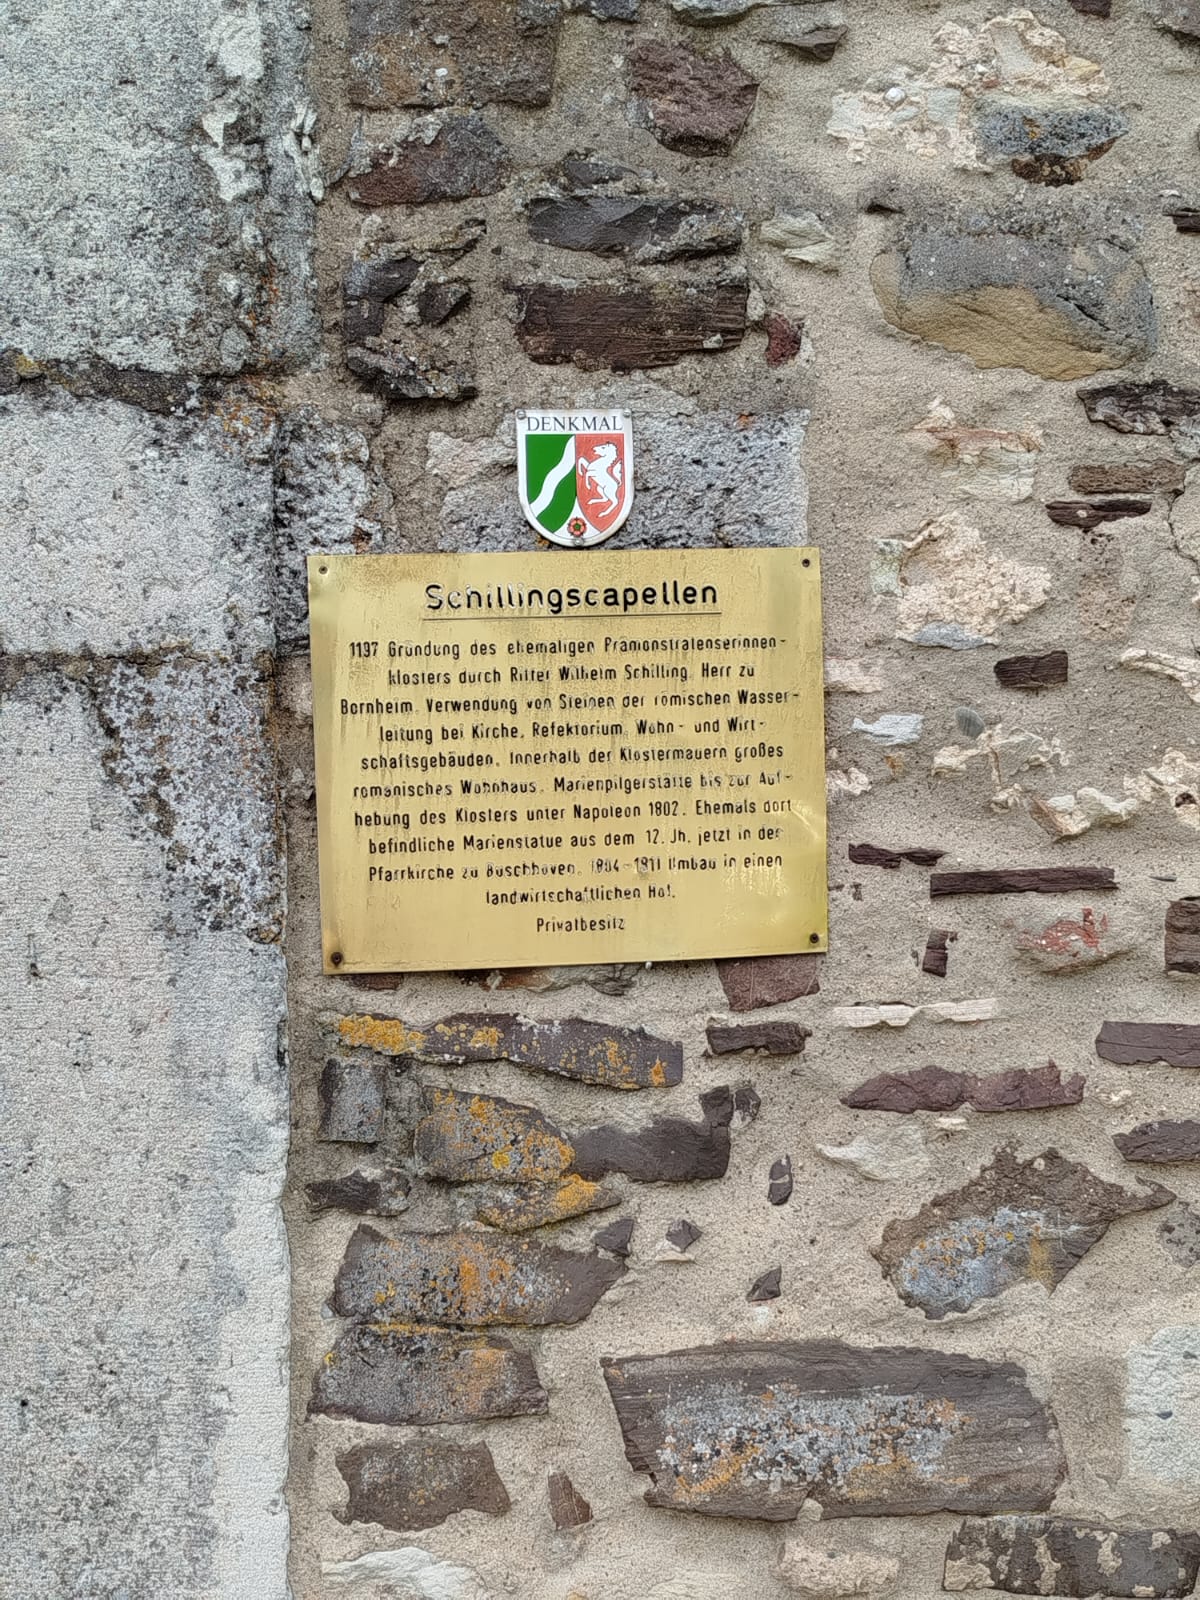 DENKMAL
Schillingscapellen
1197 Gründung des ehemaligen Prämonstratenserinnen-
klosters durch Ritter Wilhelm Schilling, Herr zu
Bornheim. Verwendung von Steinen der römischen Wasser-
leitung bei Kirche, Refektorium, Wohn- und Wirt-
schaftsgebäuden. Innerhalb der Klostermauern großes
romanisches Wohnhaus. Marienpilgerstätte bis zur Auf-
hebung des Klosters unter Napoleon 1802. Ehemals dort
befindliche Marienstatue aus dem 12. Jh. jetzt in der
Pfarrkirche zu Buschhoven. 1804-1811 Umbau in einen
landwirtschaftlichen Hof.
Privatbesitz